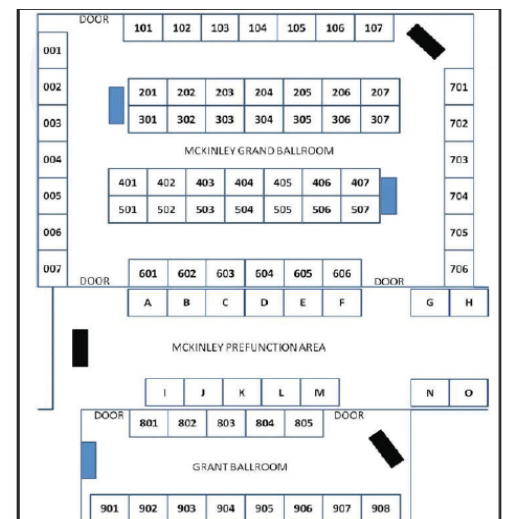 DOOR
101 102 103 104 105 106 107
001
002
003
004
005
006
007
201 202 203 204 205 206 207
301 302 303 304 305 306 307
701
702
703
704
705
706
MCKINLEY GRAND BALLROOM
401 402 403 404 405 406 407
501 502 503 504 505 506 507
DOOR
601 602 603 604 605 606
DOOR
A B C D E F G H
MCKINLEY PREFUNCTION AREA
I J K L M N O
DOOR
801 802 803 804 805
DOOR
GRANT BALLROOM
901 902 903 904 905 906 907 908